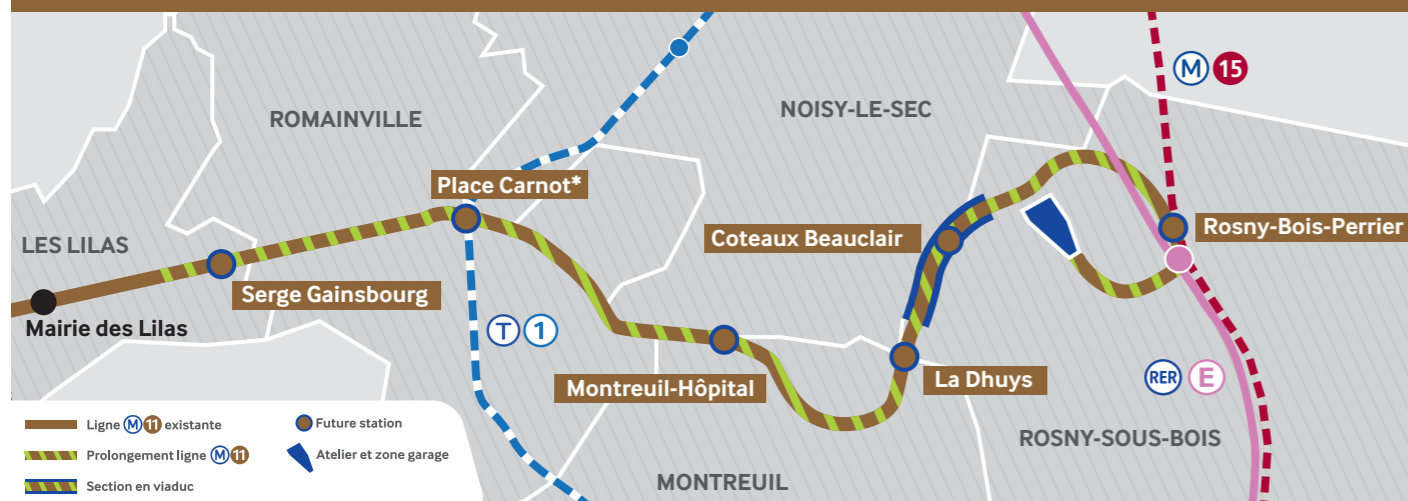 M 15
ROMAINVILLE
NOISY-LE-SEC
Place Carnot*
Rosny-Bois-Perrier
Coteaux Beauclair
LES LILAS
Serge Gainsbourg
Mairie des Lilas
T 1
Montreuil-Hôpital
La Dhuys
RER E
ROSNY-SOUS-BOIS
MONTREUIL
Ligne M 11 existante
Prolongement ligne M 11
Section en viaduc
Future station
Atelier et zone garage